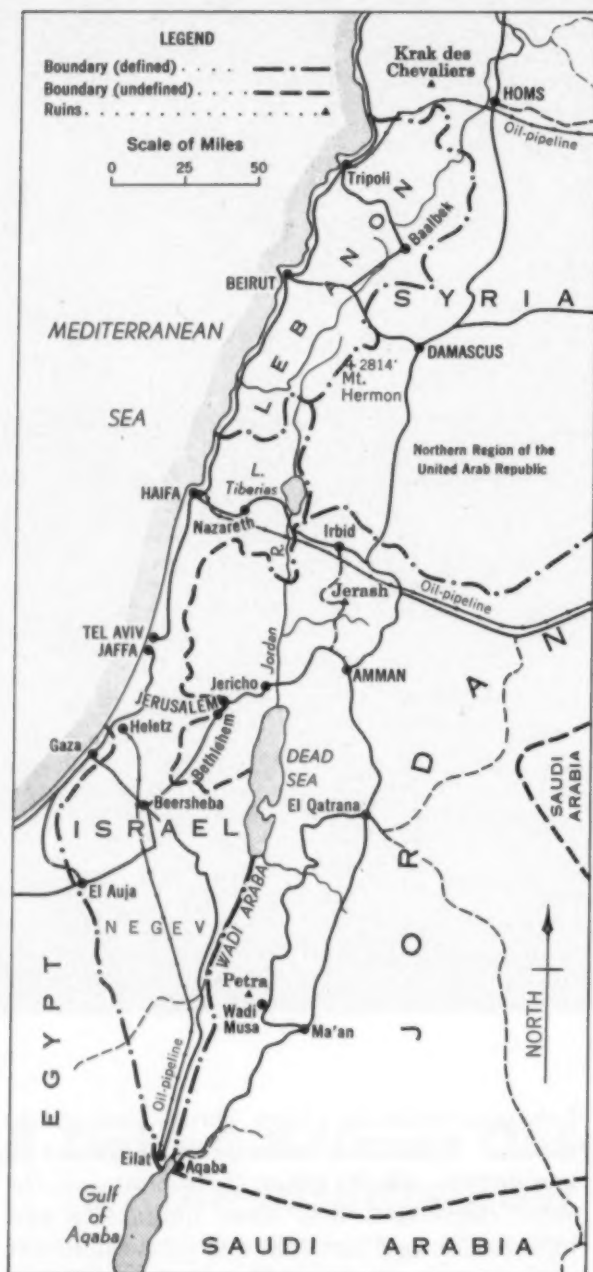 LEGEND
Boundary (defined) . . . . .
Boundary (undefined) . . .
Ruins . . . . . . . . . . . . . . . . . . .
Scale of Miles
0 25 50
Krak des
Chevaliers
HOMS
Oil-pipeline
Tripoli
Baalbek
LEBANON
BEIRUT
SYRIA
MEDITERRANEAN
SEA
DAMASCUS
2814'
Mt.
Hermon
Northern Region of the
United Arab Republic
L.
Tiberias
HAIFA
Nazareth
Irbid
R.
Jordan
Jerash
Oil-pipeline
TEL AVIV
JAFFA
Jericho
AMMAN
JERUSALEM
Bethlehem
Heletz
Gaza
DEAD
SEA
SAUDI
ARABIA
Beersheba
El Qatrana
ISRAEL
JORDAN
El Auja
NEGEV
WADI ARABA
EGYPT
Petra
Wadi
Musa
Ma'an
NORTH
Oil-pipeline
Eilat
Aqaba
Gulf
of
Aqaba
SAUDI ARABIA